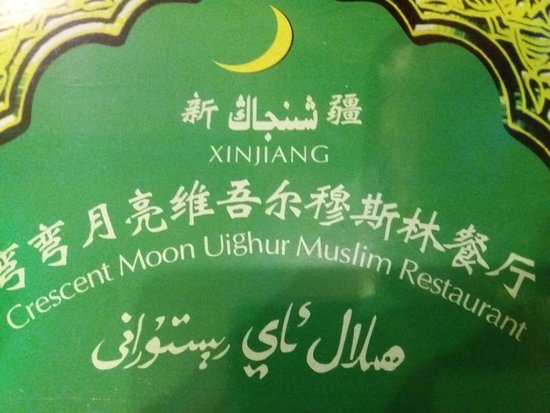 新 شىنجاڭ 疆
XINJIANG
弯弯月亮维吾尔穆斯林餐厅
Crescent Moon Uighur Muslim Restaurant
ھىلال ئاي رېستورانى